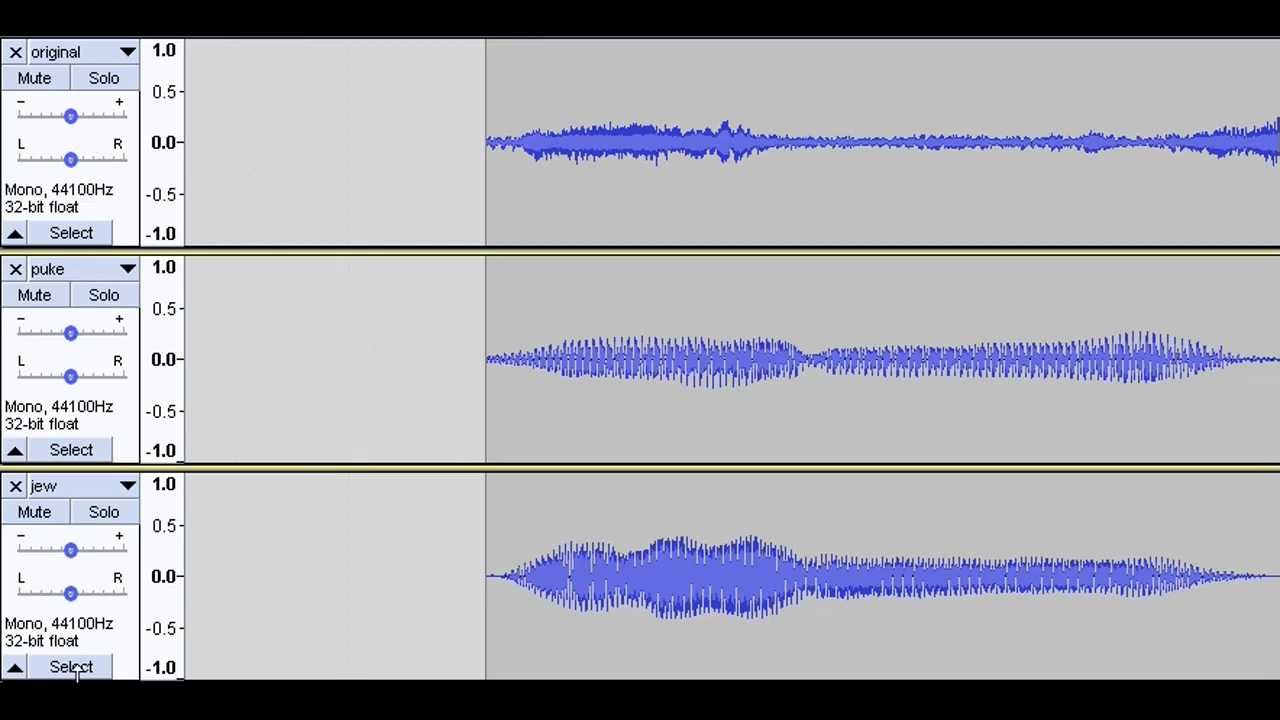 original
Mute Solo
- +
L R
Mono, 44100Hz
32-bit float
Select
1.0
0.5-
0.0-
-0.5-
-1.0
puke
Mute Solo
- +
L R
Mono, 44100Hz
32-bit float
Select
1.0
0.5-
0.0-
-0.5-
-1.0
jew
Mute Solo
- +
L R
Mono, 44100Hz
32-bit float
Select
1.0
0.5-
0.0-
-0.5-
-1.0